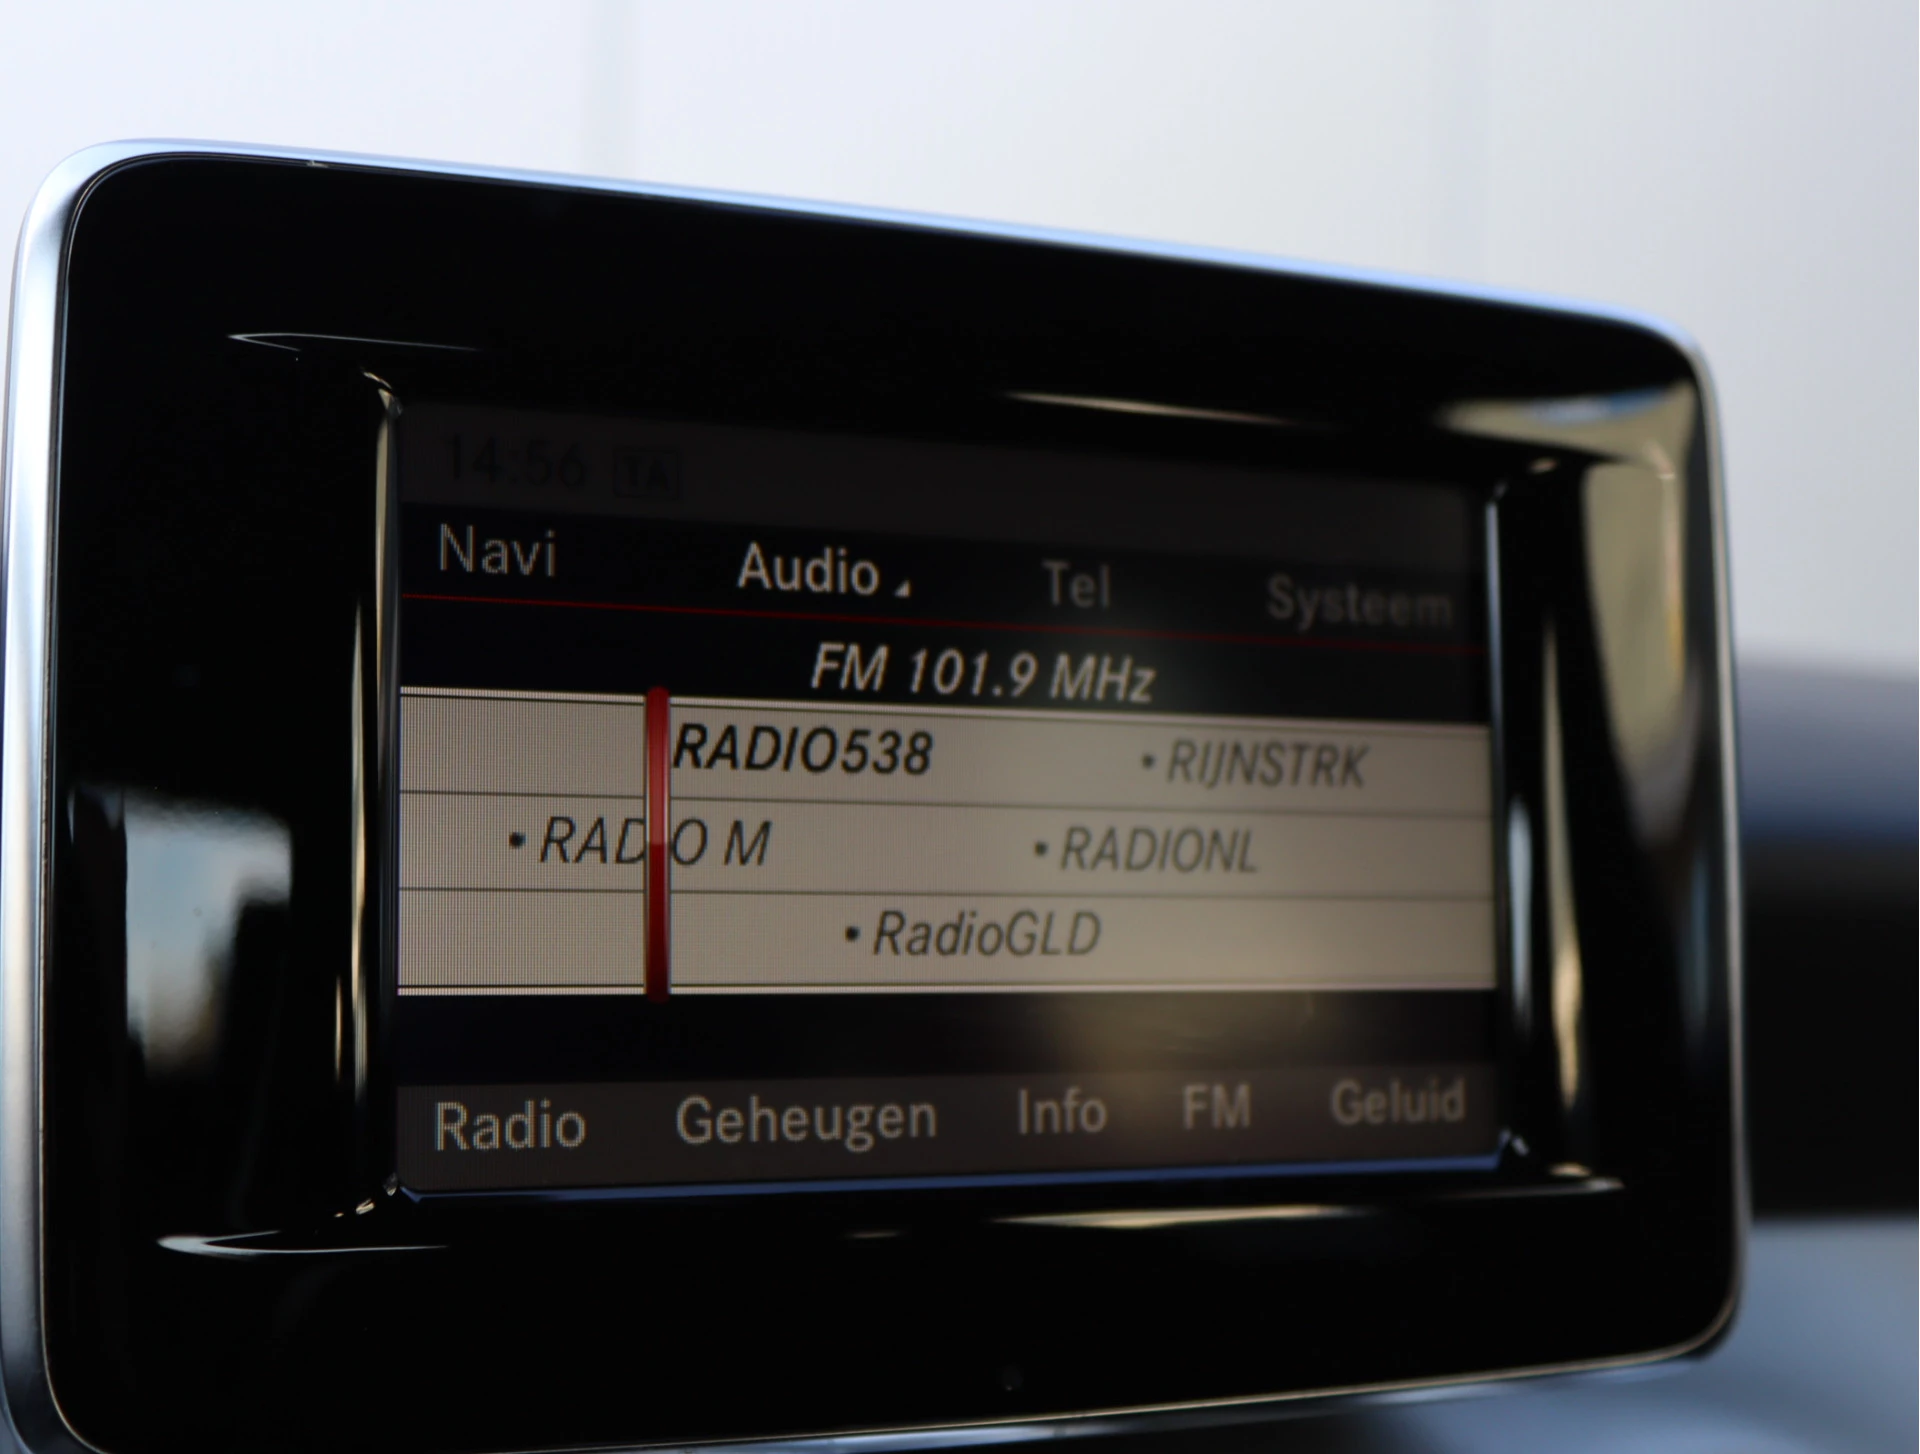 14:56 TA
Navi Audio Tel Systeem
FM 101.9 MHz
RADIO538 • RIJNSTRK
• RADIO M • RADIONL
• RadioGLD
Radio Geheugen Info FM Geluid